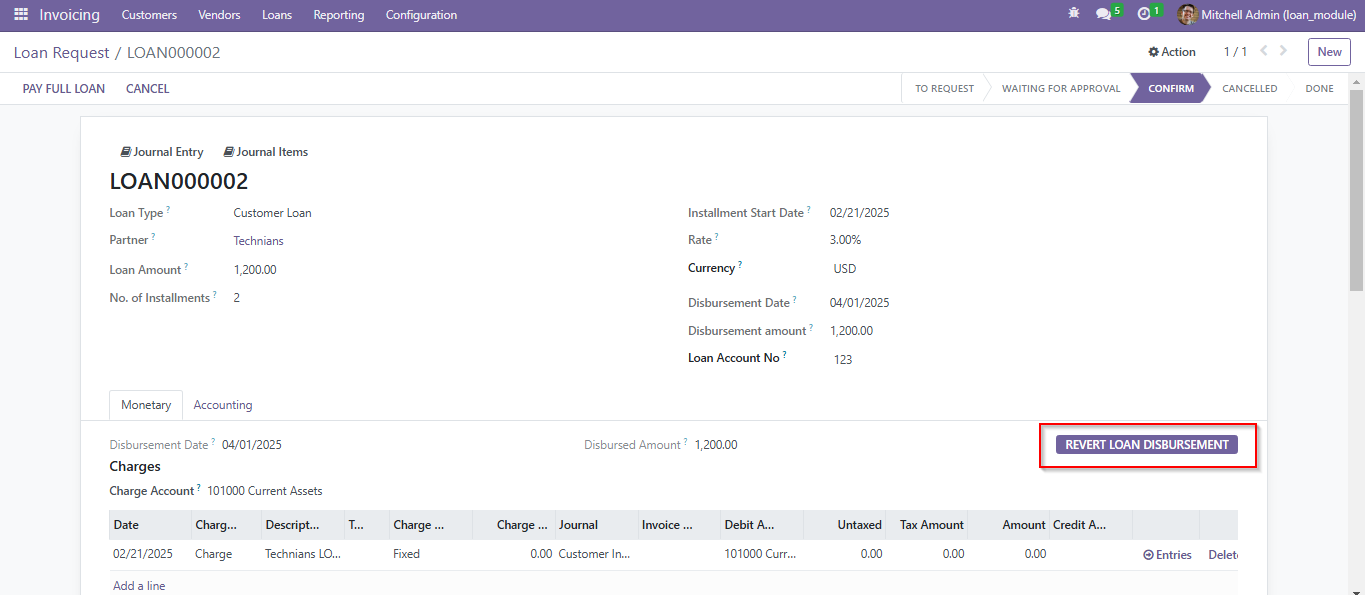 Invoicing Customers Vendors Loans Reporting Configuration 5 1 Mitchell Admin (loan_module)
Loan Request / LOAN000002 Action 1 / 1 New
PAY FULL LOAN CANCEL TO REQUEST WAITING FOR APPROVAL CONFIRM CANCELLED DONE
Journal Entry Journal Items
LOAN000002
Loan Type ? Customer Loan Installment Start Date ? 02/21/2025
Partner ? Technians Rate ? 3.00%
Loan Amount ? 1,200.00 Currency ? USD
No. of Installments ? 2
Disbursement Date ? 04/01/2025
Disbursement amount ? 1,200.00
Loan Account No ? 123
Monetary Accounting
Disbursement Date ? 04/01/2025 Disbursed Amount ? 1,200.00 REVERT LOAN DISBURSEMENT
Charges
Charge Account ? 101000 Current Assets
Date Charg... Descript... T... Charge ... Charge ... Journal Invoice ... Debit A... Untaxed Tax Amount Amount Credit A...
02/21/2025 Charge Technians LO... Fixed 0.00 Customer In... 101000 Curr... 0.00 0.00 0.00 Entries Delet
Add a line